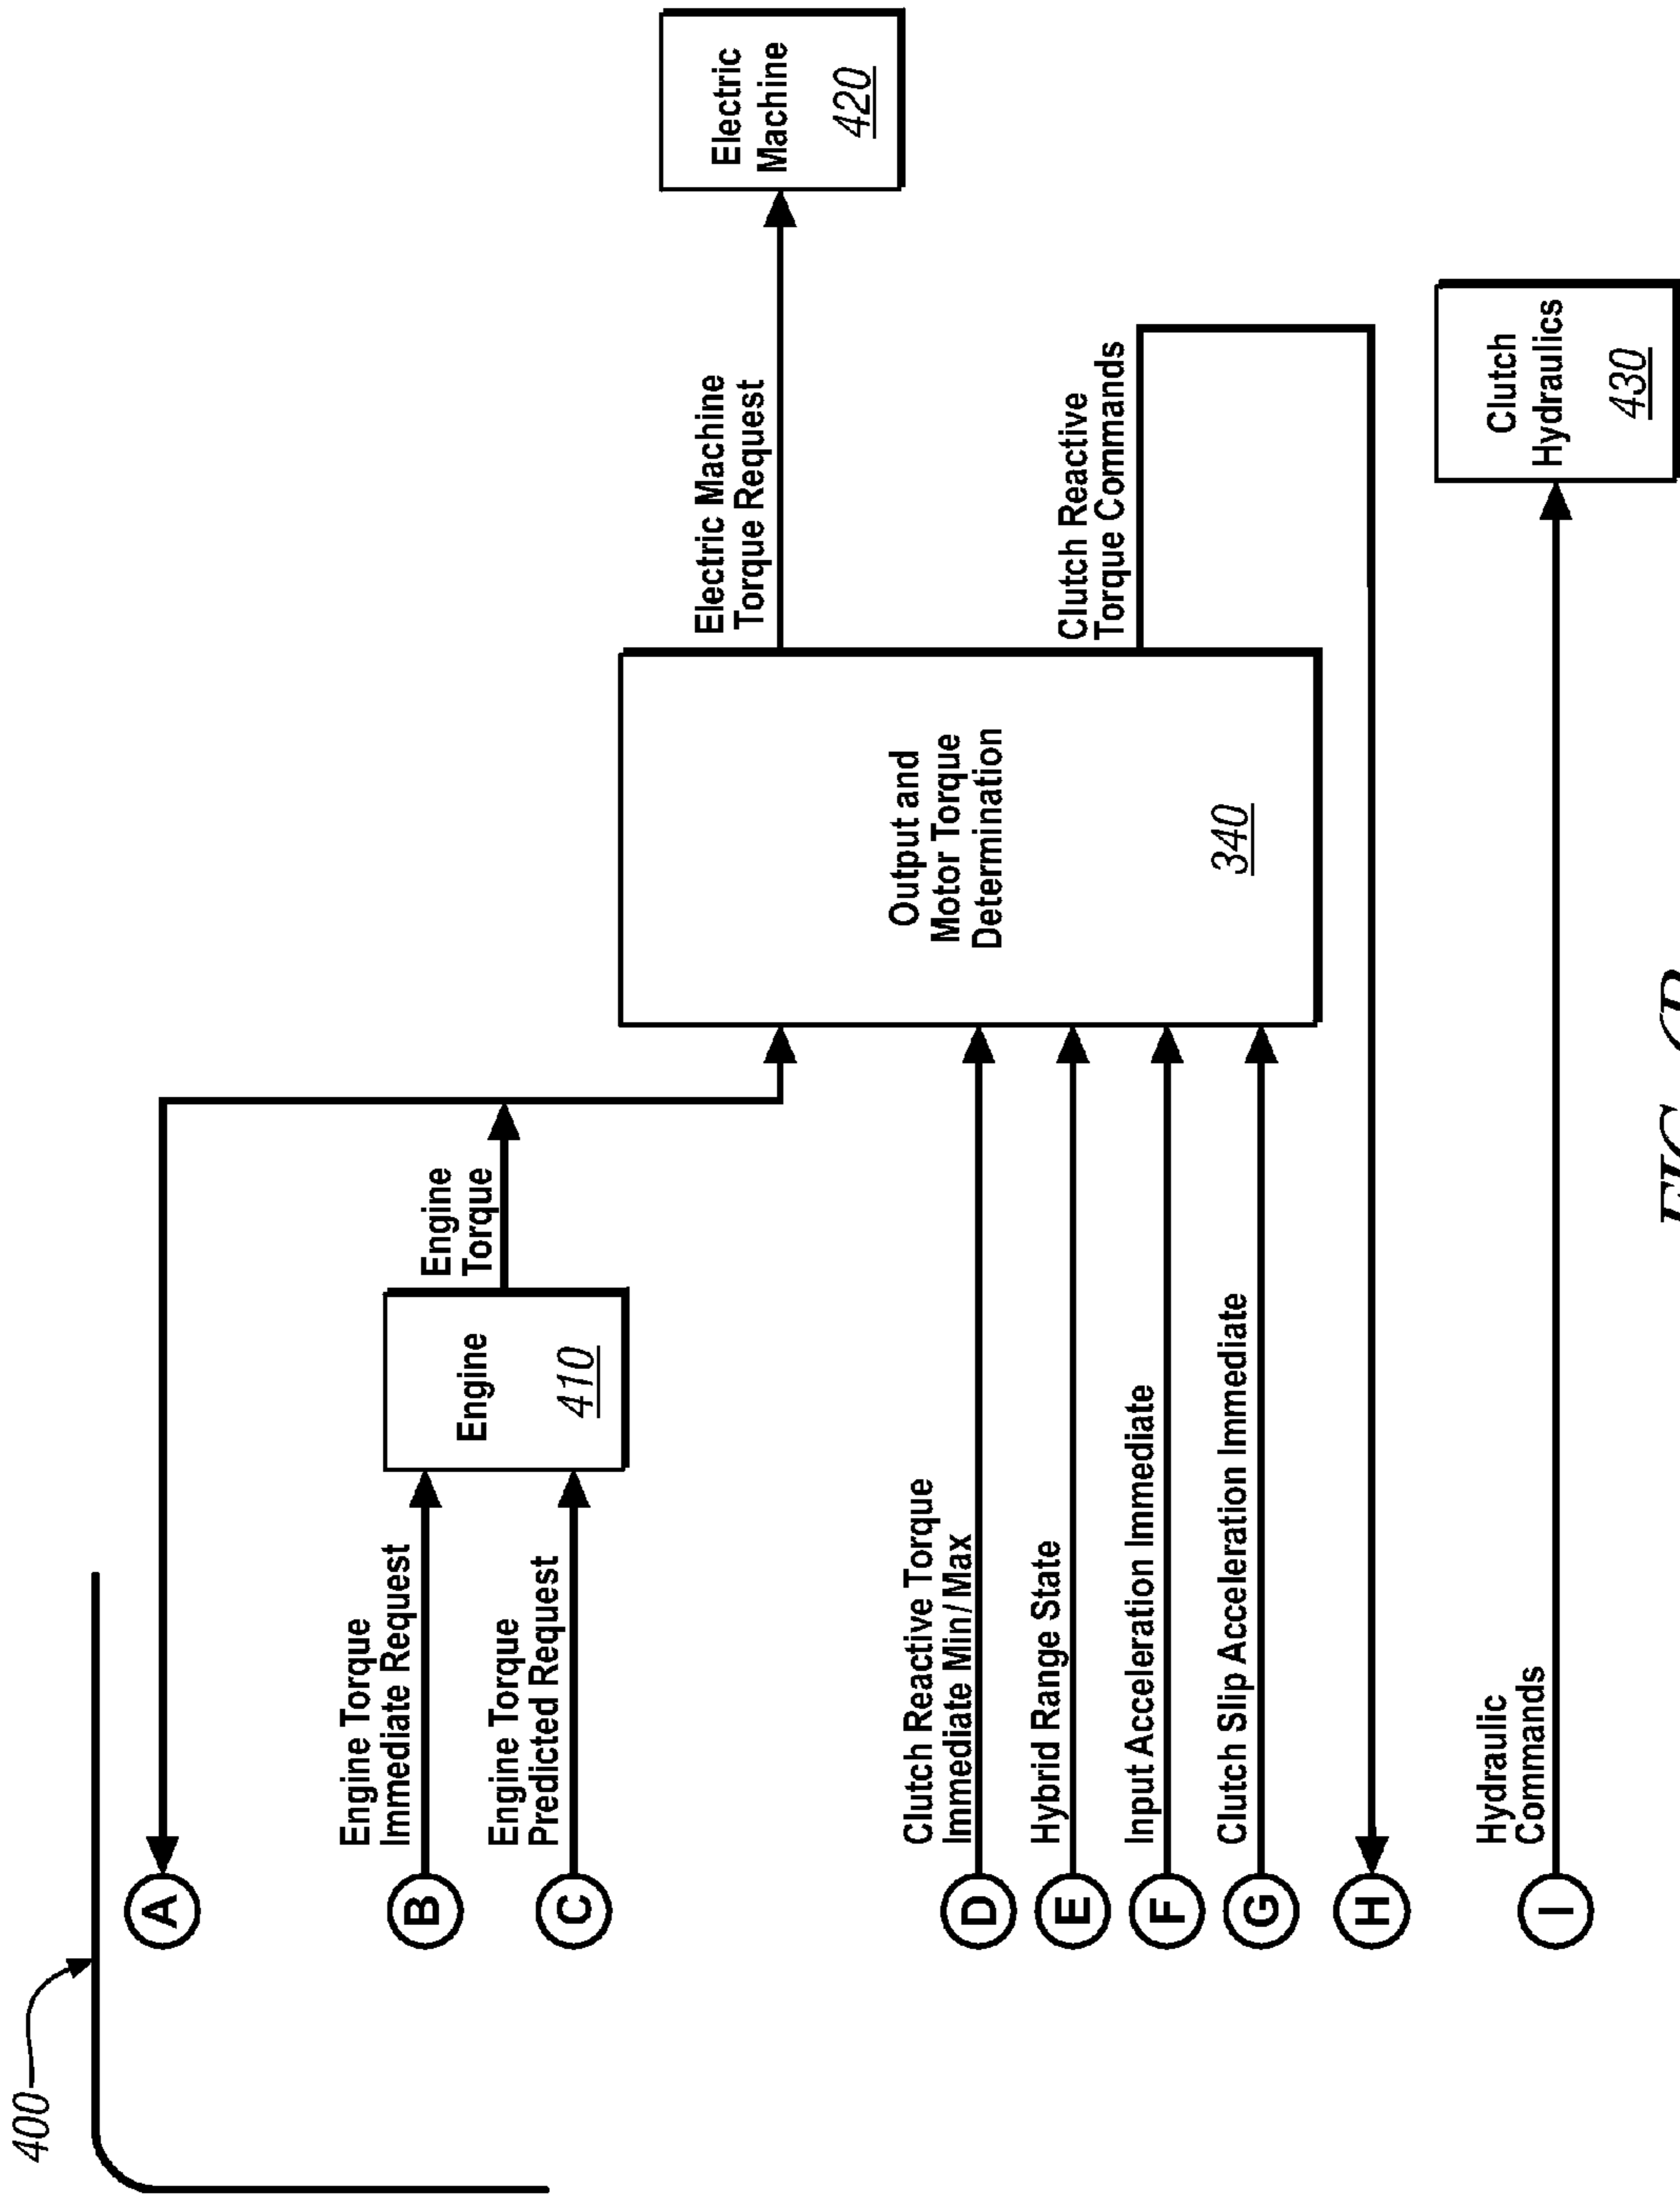 400
A
Engine Torque
Immediate Request
B
Engine Torque
Predicted Request
C
Engine
410
Engine
Torque
Clutch Reactive Torque
Immediate Min/Max
D
Hybrid Range State
E
Input Acceleration Immediate
F
Clutch Slip Acceleration Immediate
G
H
Output and
Motor Torque
Determination
340
Electric Machine
Torque Request
Electric
Machine
420
Clutch Reactive
Torque Commands
Hydraulic
Commands
I
Clutch
Hydraulics
430